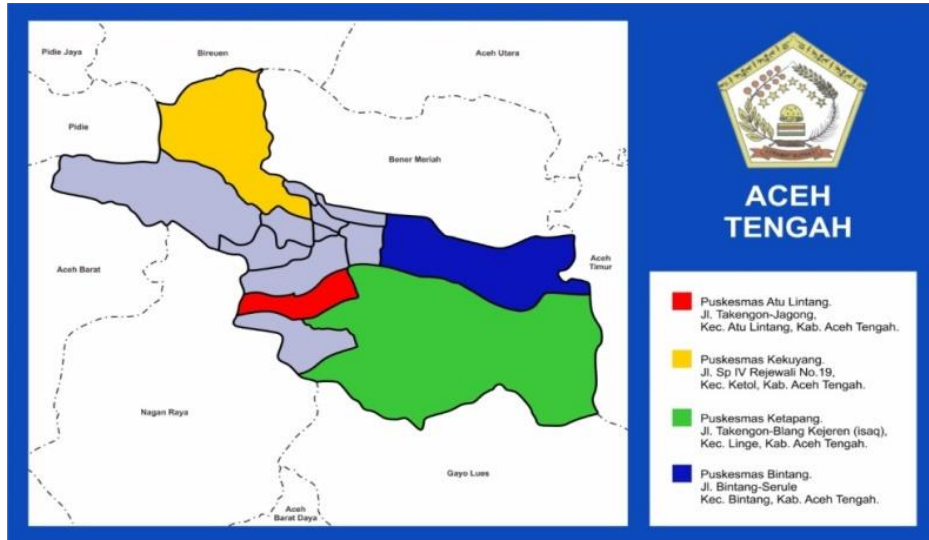 Pidie Jaya
Bireuen
Aceh Utara
Pidie
Bener Meriah
Aceh Barat
Aceh
Timur
Nagan Raya
Gayo Lues
Aceh
Barat Daya
ACEH
TENGAH
Puskesmas Atu Lintang.
Jl. Takengon-Jagong,
Kec. Atu Lintang, Kab. Aceh Tengah.
Puskesmas Kekuyang.
Jl. Sp IV Rejewali No.19,
Kec. Ketol, Kab. Aceh Tengah.
Puskesmas Ketapang.
Jl. Takengon-Blang Kejeren (isaq),
Kec. Linge, Kab. Aceh Tengah.
Puskesmas Bintang.
Jl. Bintang-Serule
Kec. Bintang, Kab. Aceh Tengah.